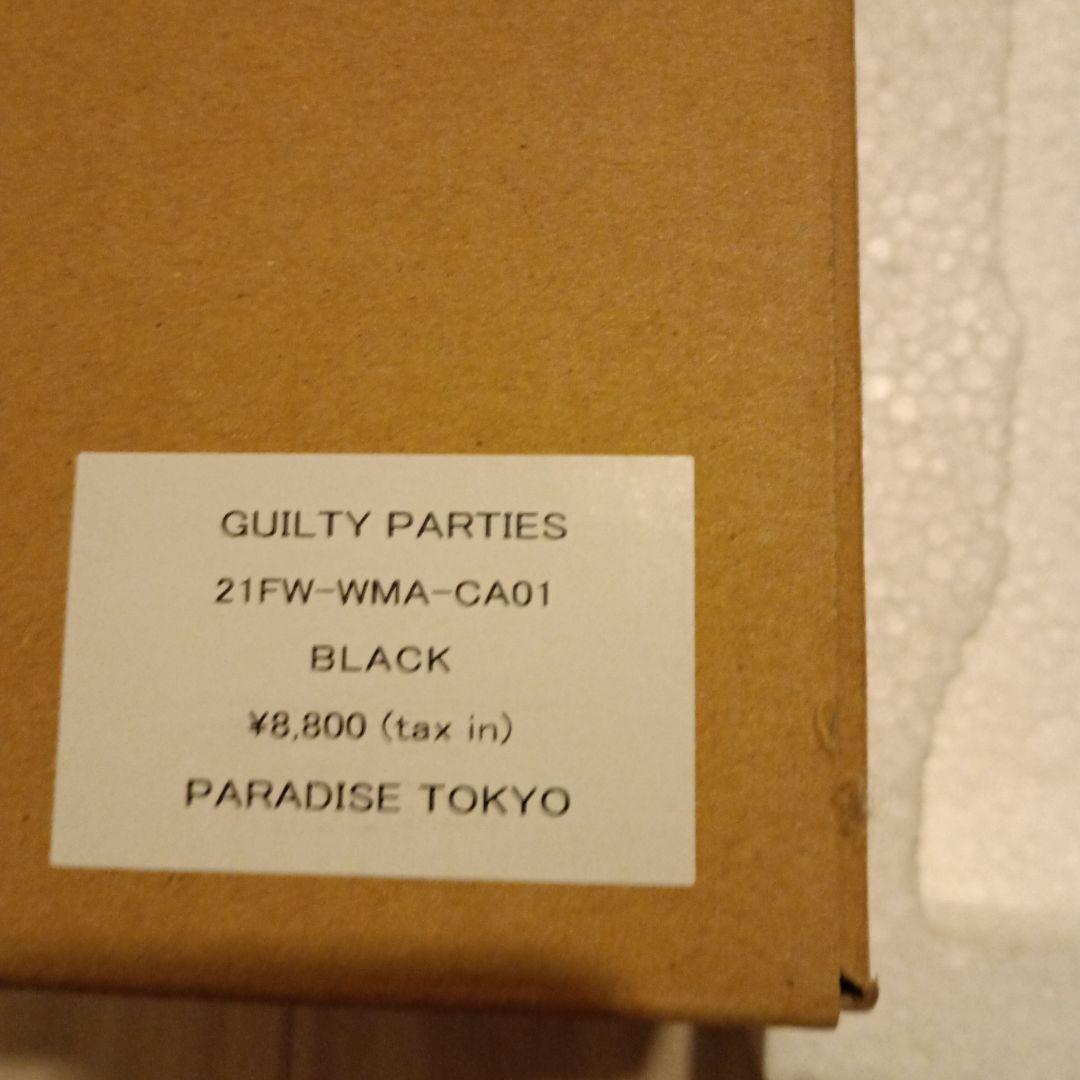 GUILTY PARTIES
21FW-WMA-CA01
BLACK
¥8,800 (tax in)
PARADISE TOKYO